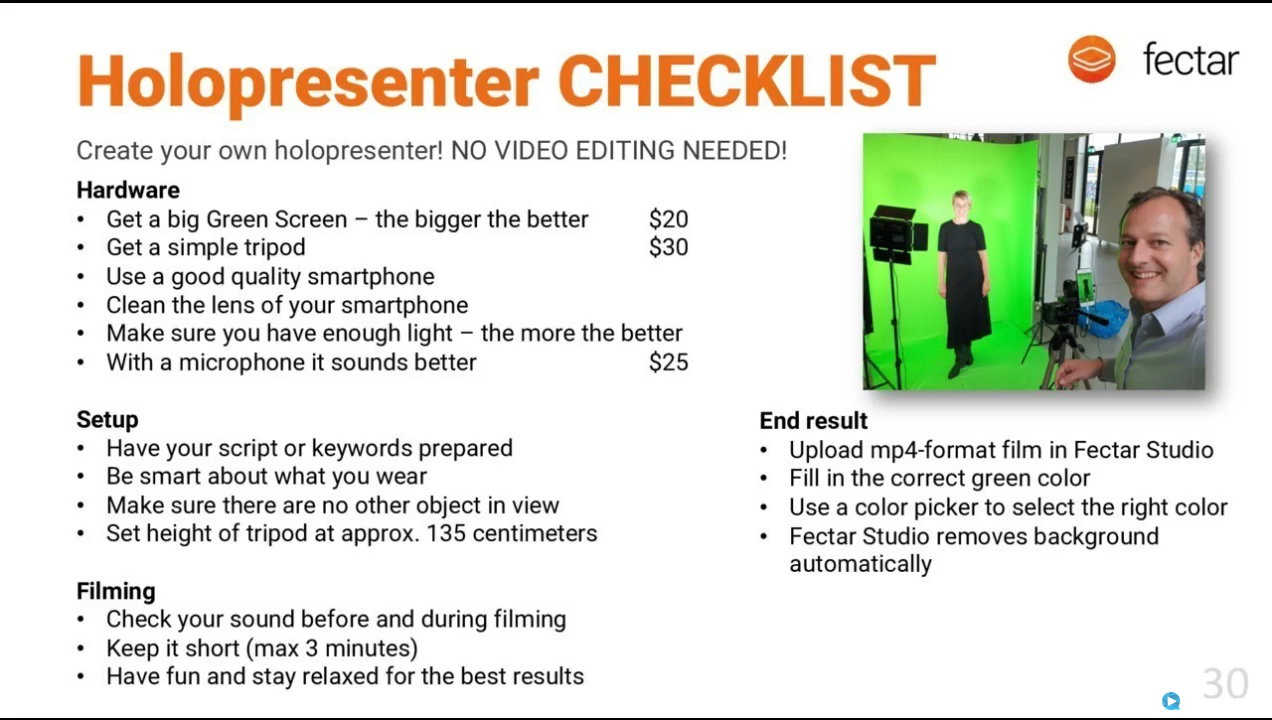 Holopresenter CHECKLIST
fectar
Create your own holopresenter! NO VIDEO EDITING NEEDED!
Hardware
• Get a big Green Screen – the bigger the better $20
• Get a simple tripod $30
• Use a good quality smartphone
• Clean the lens of your smartphone
• Make sure you have enough light – the more the better
• With a microphone it sounds better $25
Setup
• Have your script or keywords prepared
• Be smart about what you wear
• Make sure there are no other object in view
• Set height of tripod at approx. 135 centimeters
Filming
• Check your sound before and during filming
• Keep it short (max 3 minutes)
• Have fun and stay relaxed for the best results
End result
• Upload mp4-format film in Fectar Studio
• Fill in the correct green color
• Use a color picker to select the right color
• Fectar Studio removes background
automatically
30